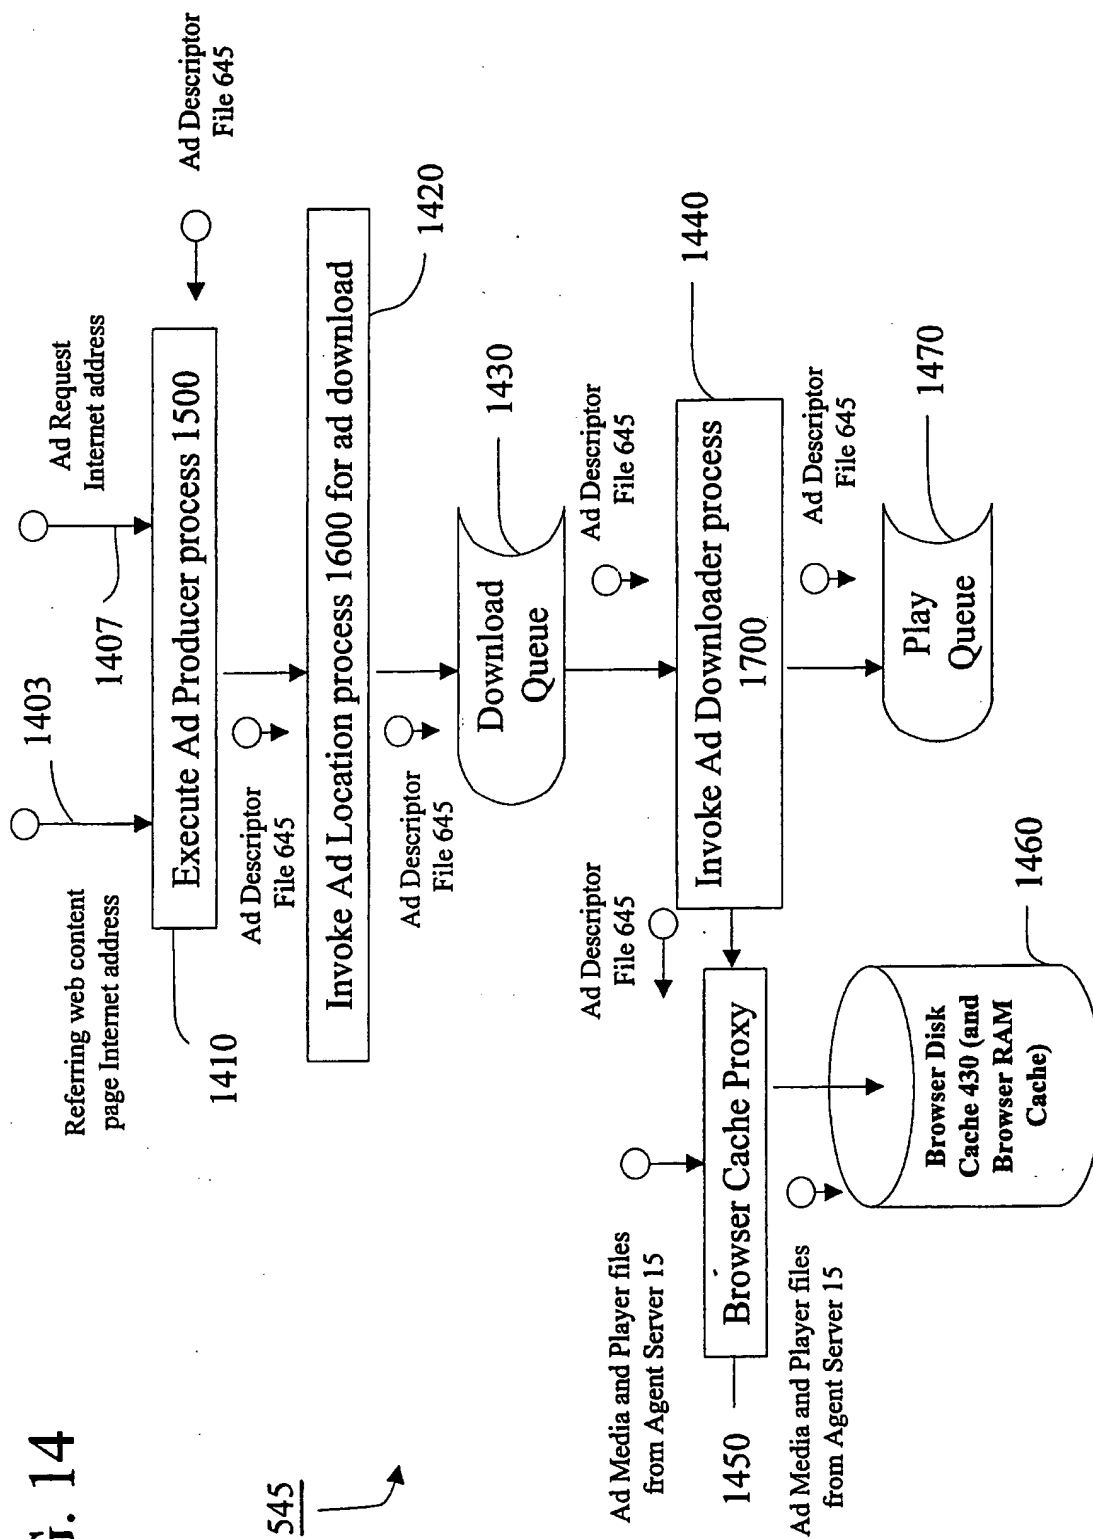 G. 14
545
1403
1407
Ad Request
Internet address
Referring web content
page Internet address
Ad Descriptor
File 645
Execute Ad Producer process 1500
1410
Ad Descriptor
File 645
Invoke Ad Location process 1600 for ad download
1420
Ad Descriptor
File 645
Download
Queue
1430
Ad Descriptor
File 645
Invoke Ad Downloader process
1700
1440
Ad Descriptor
File 645
Ad Media and Player files
from Agent Server 15
Browser Cache Proxy
1450
Ad Descriptor
File 645
Play
Queue
1470
Ad Media and Player files
from Agent Server 15
Browser Disk
Cache 430 (and
Browser RAM
Cache)
1460